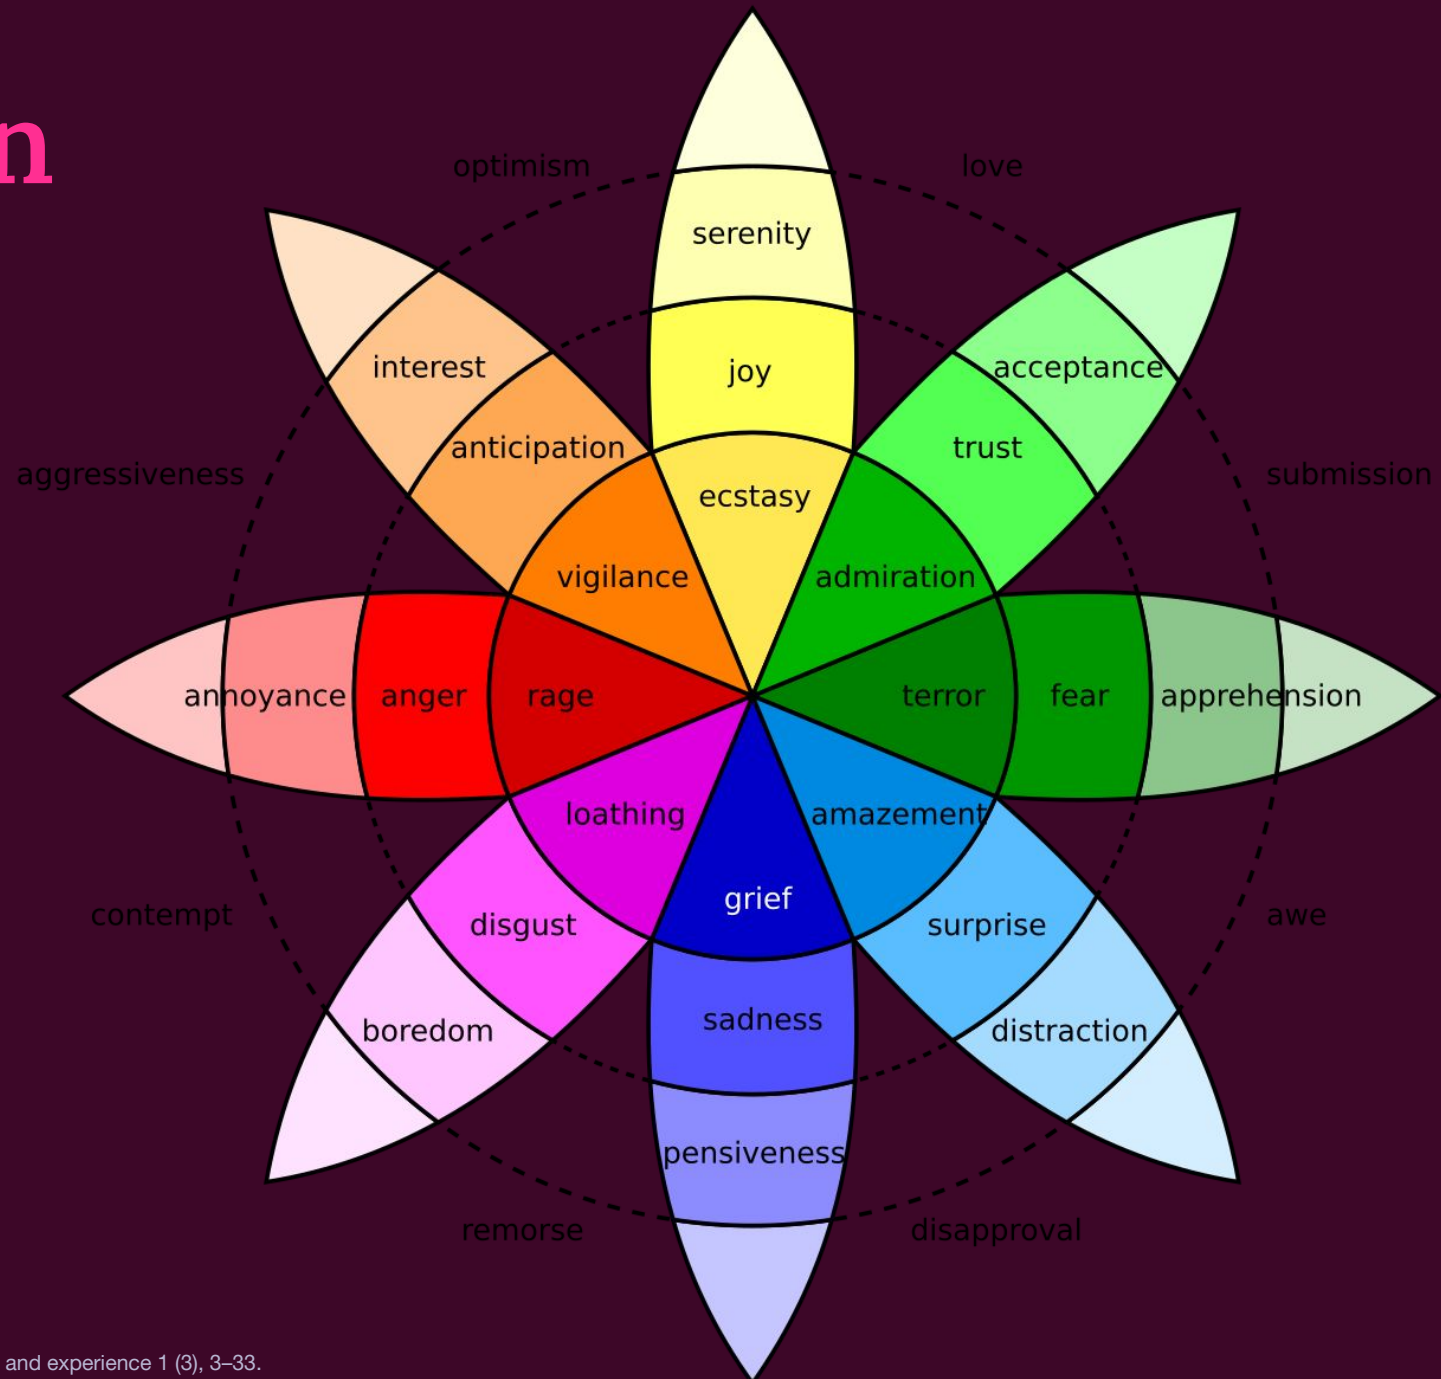 n
optimism
love
serenity
interest
joy
acceptance
anticipation
trust
aggressiveness
submission
ecstasy
vigilance
admiration
annoyance
anger
rage
terror
fear
apprehension
loathing
amazement
grief
contempt
disgust
surprise
awe
sadness
boredom
distraction
pensiveness
remorse
disapproval
and experience 1 (3), 3–33.